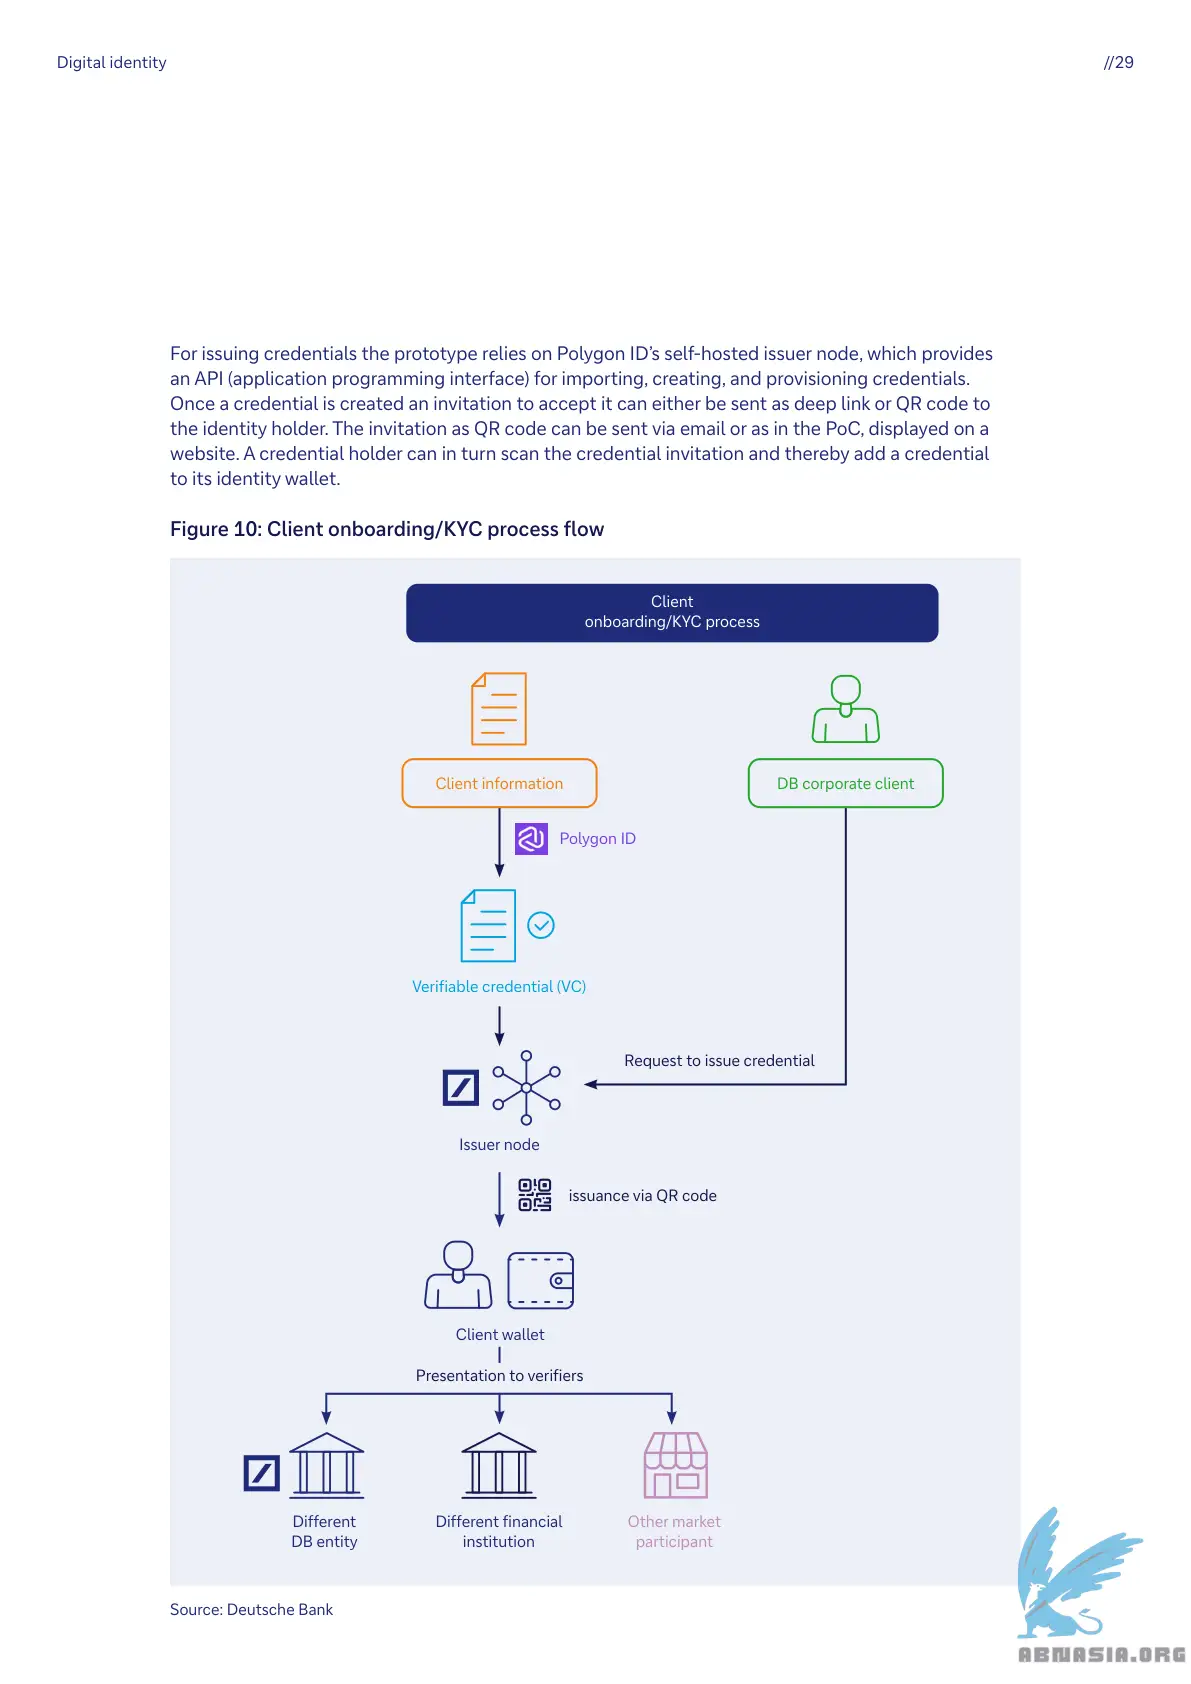 Digital identity
//29
For issuing credentials the prototype relies on Polygon ID’s self-hosted issuer node, which provides
an API (application programming interface) for importing, creating, and provisioning credentials.
Once a credential is created an invitation to accept it can either be sent as deep link or QR code to
the identity holder. The invitation as QR code can be sent via email or as in the PoC, displayed on a
website. A credential holder can in turn scan the credential invitation and thereby add a credential
to its identity wallet.
Figure 10: Client onboarding/KYC process flow
Client
onboarding/KYC process
Client information
DB corporate client
Polygon ID
Verifiable credential (VC)
Request to issue credential
Issuer node
issuance via QR code
Client wallet
Presentation to verifiers
Different
DB entity
Different financial
institution
Other market
participant
Source: Deutsche Bank
ABNASIA.ORG